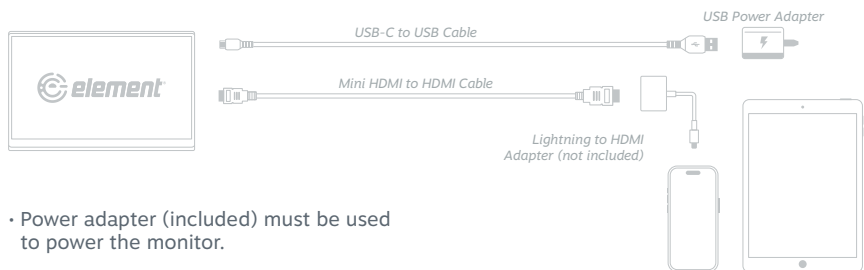 USB Power Adapter
USB-C to USB Cable
element
Mini HDMI to HDMI Cable
Lightning to HDMI
Adapter (not included)
• Power adapter (included) must be used
to power the monitor.